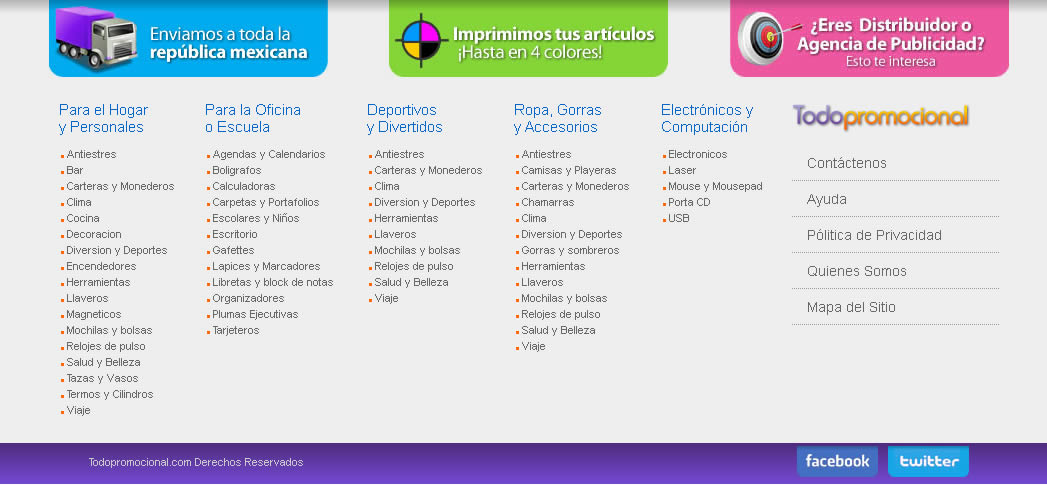 Enviamos a toda la
república mexicana
Imprimimos tus artículos
¡Hasta en 4 colores!
¿Eres Distribuidor o
Agencia de Publicidad?
Esto te interesa
Para el Hogar
y Personales
Antiestres
Bar
Carteras y Monederos
Clima
Cocina
Decoracion
Diversion y Deportes
Encendedores
Herramientas
Llaveros
Magneticos
Mochilas y bolsas
Relojes de pulso
Salud y Belleza
Tazas y Vasos
Termos y Cilindros
Viaje
Para la Oficina
o Escuela
Agendas y Calendarios
Boligrafos
Calculadoras
Carpetas y Portafolios
Escolares y Niños
Escritorio
Gafettes
Lapices y Marcadores
Libretas y block de notas
Organizadores
Plumas Ejecutivas
Tarjeteros
Deportivos
y Divertidos
Antiestres
Carteras y Monederos
Clima
Diversion y Deportes
Herramientas
Llaveros
Mochilas y bolsas
Relojes de pulso
Salud y Belleza
Viaje
Ropa, Gorras
y Accesorios
Antiestres
Camisas y Playeras
Carteras y Monederos
Chamarras
Clima
Diversion y Deportes
Gorras y sombreros
Herramientas
Llaveros
Mochilas y bolsas
Relojes de pulso
Salud y Belleza
Viaje
Electrónicos y
Computación
Electronicos
Laser
Mouse y Mousepad
Porta CD
USB
Todopromocional
Contáctenos
Ayuda
Pólitica de Privacidad
Quienes Somos
Mapa del Sitio
Todopromocional.com Derechos Reservados
facebook
twitter